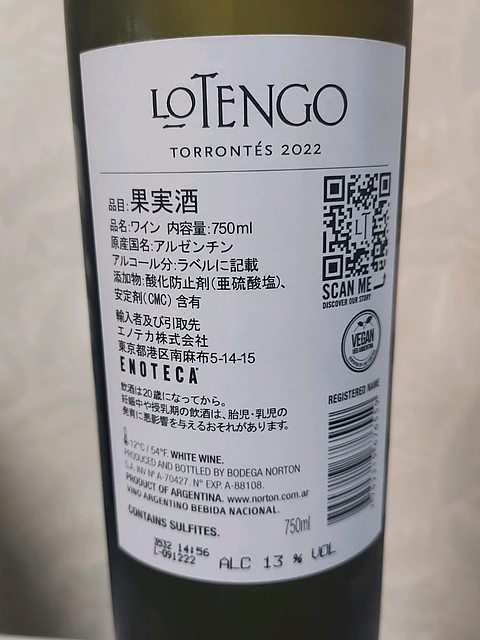 LO TENGO
TORRONTÉS 2022
品目:果実酒
品名:ワイン 内容量:750ml
原産国名:アルゼンチン
アルコール分:ラベルに記載
添加物:酸化防止剤(亜硫酸塩)、
安定剤(CMC) 含有
輸入者及び引取先
エノテカ株式会社
東京都港区南麻布5-14-15
ENOTECA
飲酒は20歳になってから。
妊娠中や授乳期の飲酒は、胎児・乳児の
発育に悪影響を与えるおそれがあります。
SCAN ME
DISCOVER OUR STORY
VEGAN
REGISTERED NAME
12°C / 54°F. WHITE WINE.
PRODUCED AND BOTTLED BY BODEGA NORTON
S.A. INV N° A-70427. N° EXP. A-88108.
PRODUCT OF ARGENTINA. www.norton.com.ar
VINO ARGENTINO BEBIDA NACIONAL.
CONTAINS SULFITES.
750ml
3532 14:56
L-091222
ALC 13 % VOL